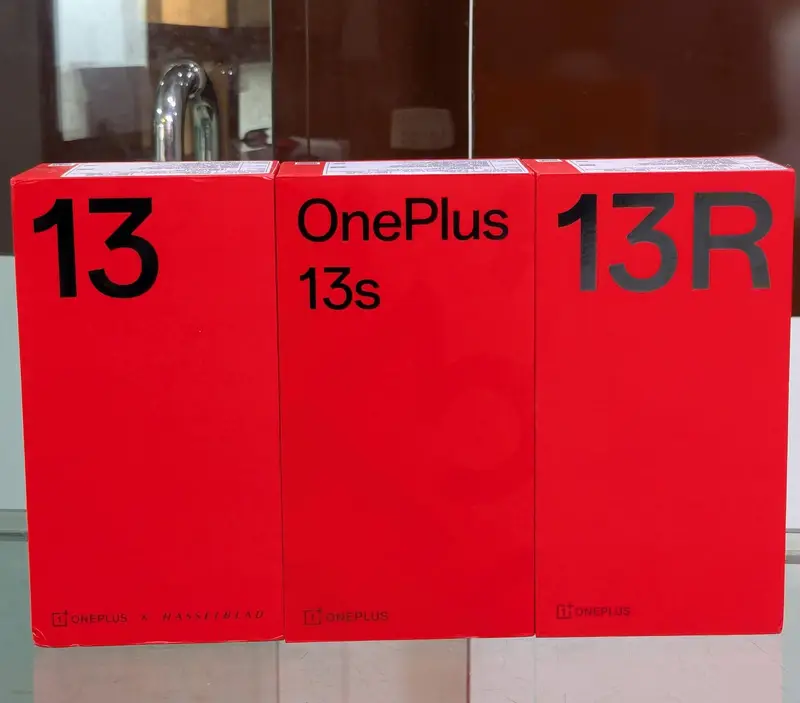 13
ONEPLUS × HASSELBLAD
OnePlus
13s
ONEPLUS
13R
ONEPLUS